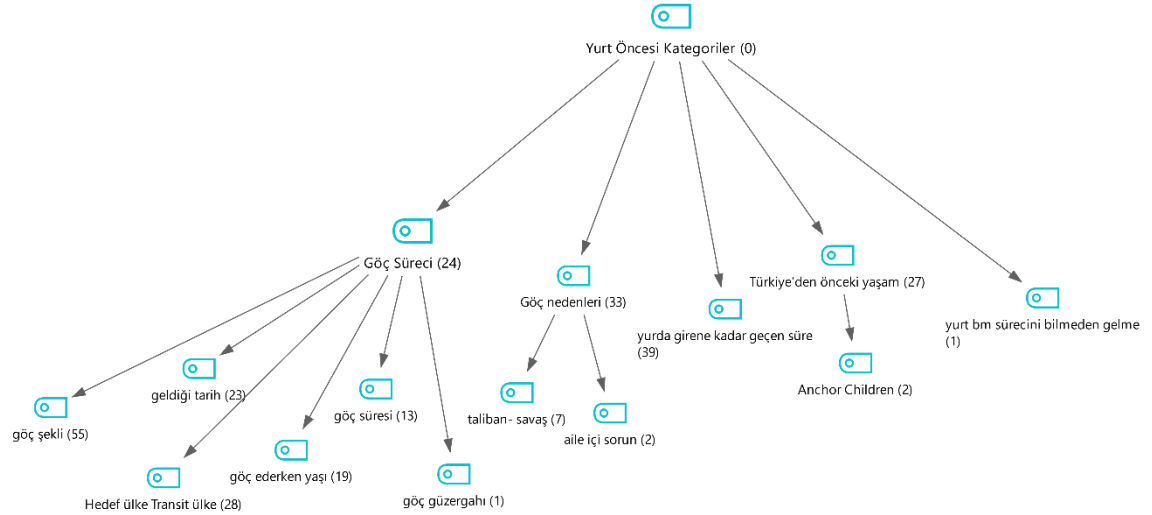 Yurt Öncesi Kategoriler (0)
Göç Süreci (24)
Göç nedenleri (33)
yurda girene kadar geçen süre
(39)
Türkiye'den önceki yaşam (27)
yurt bm sürecini bilmeden gelme
(1)
göç şekli (55)
geldiği tarih (23)
Hedef ülke Transit ülke (28)
göç ederken yaşı (19)
göç süresi (13)
göç güzergahı (1)
taliban- savaş (7)
aile içi sorun (2)
Anchor Children (2)